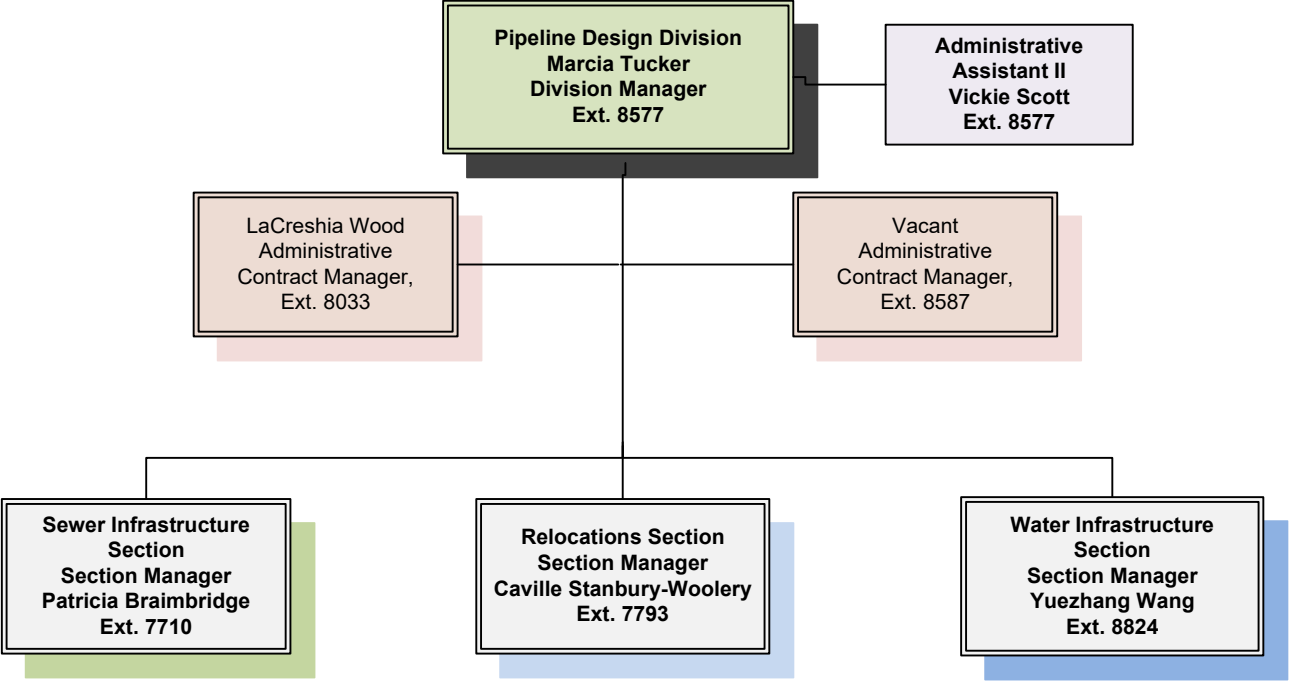 Pipeline Design Division
Marcia Tucker
Division Manager
Ext. 8577
Administrative
Assistant II
Vickie Scott
Ext. 8577
LaCreshia Wood
Administrative
Contract Manager,
Ext. 8033
Vacant
Administrative
Contract Manager,
Ext. 8587
Sewer Infrastructure
Section
Section Manager
Patricia Braimbridge
Ext. 7710
Relocations Section
Section Manager
Caville Stanbury-Woolery
Ext. 7793
Water Infrastructure
Section
Section Manager
Yuezhang Wang
Ext. 8824